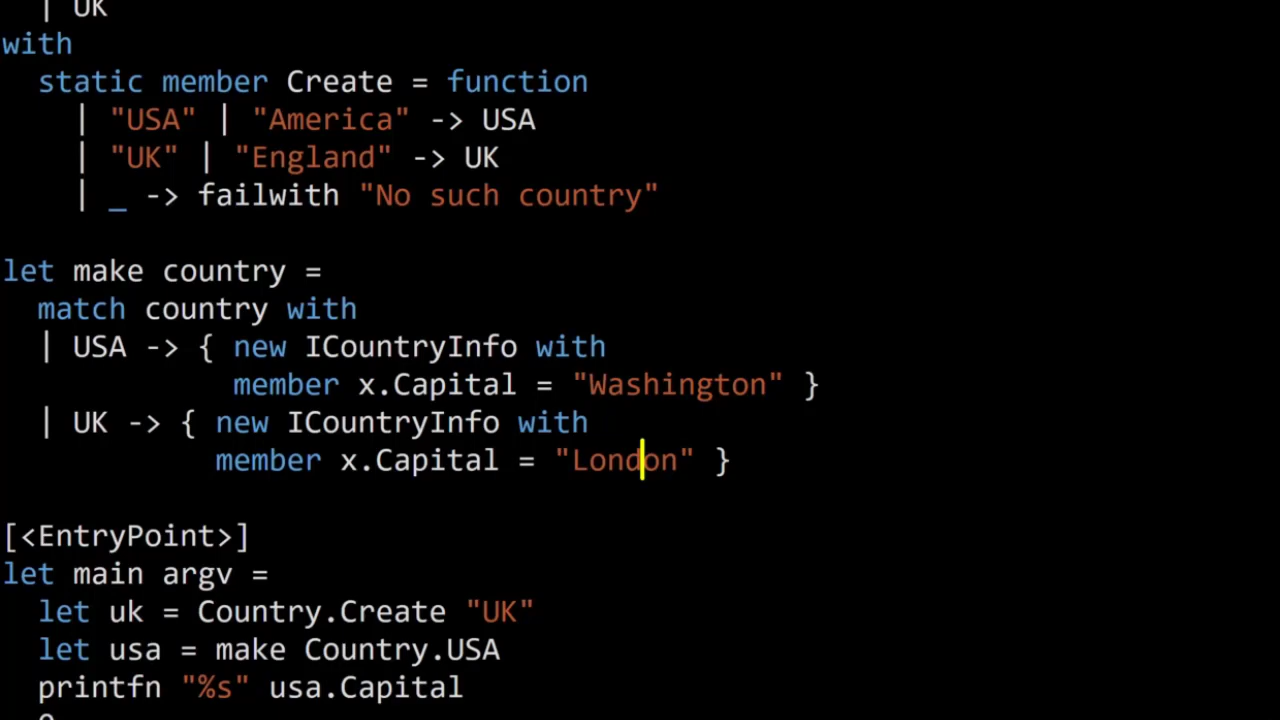 | UK
with
  static member Create = function
    | "USA" | "America" -> USA
    | "UK" | "England" -> UK
    | _ -> failwith "No such country"

let make country =
  match country with
  | USA -> { new ICountryInfo with
             member x.Capital = "Washington" }
  | UK -> { new ICountryInfo with
            member x.Capital = "London" }

[<EntryPoint>]
let main argv =
  let uk = Country.Create "UK"
  let usa = make Country.USA
  printfn "%s" usa.Capital